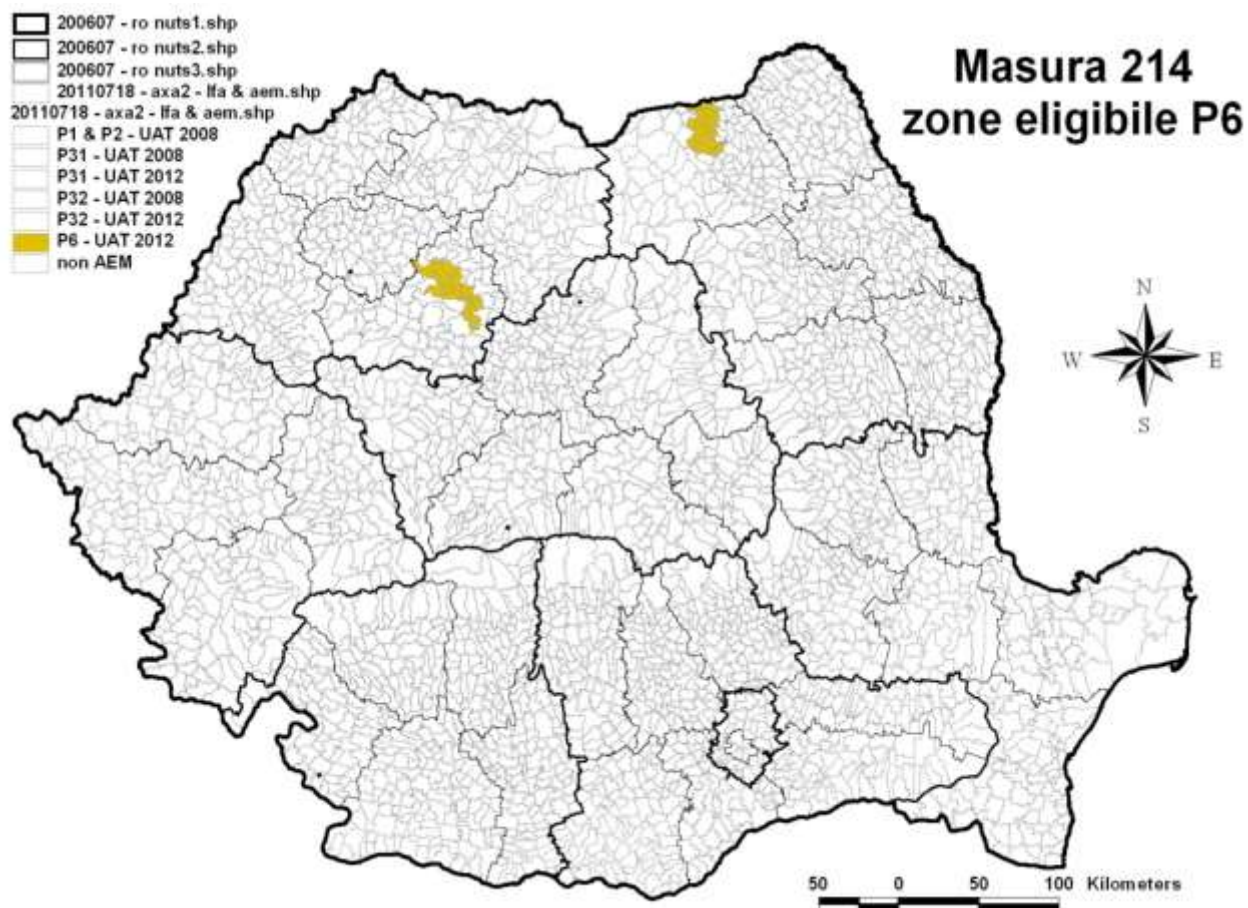 200607 - ro nuts1.shp
200607 - ro nuts2.shp
200607 - ro nuts3.shp
20110718 - axa2 - lfa & aem.shp
20110718 - axa2 - lfa & aem.shp
P1 & P2 - UAT 2008
P31 - UAT 2008
P31 - UAT 2012
P32 - UAT 2008
P32 - UAT 2012
P6 - UAT 2012
non AEM
Masura 214
zone eligibile P6
N
W E
S
50 0 50 100 Kilometers